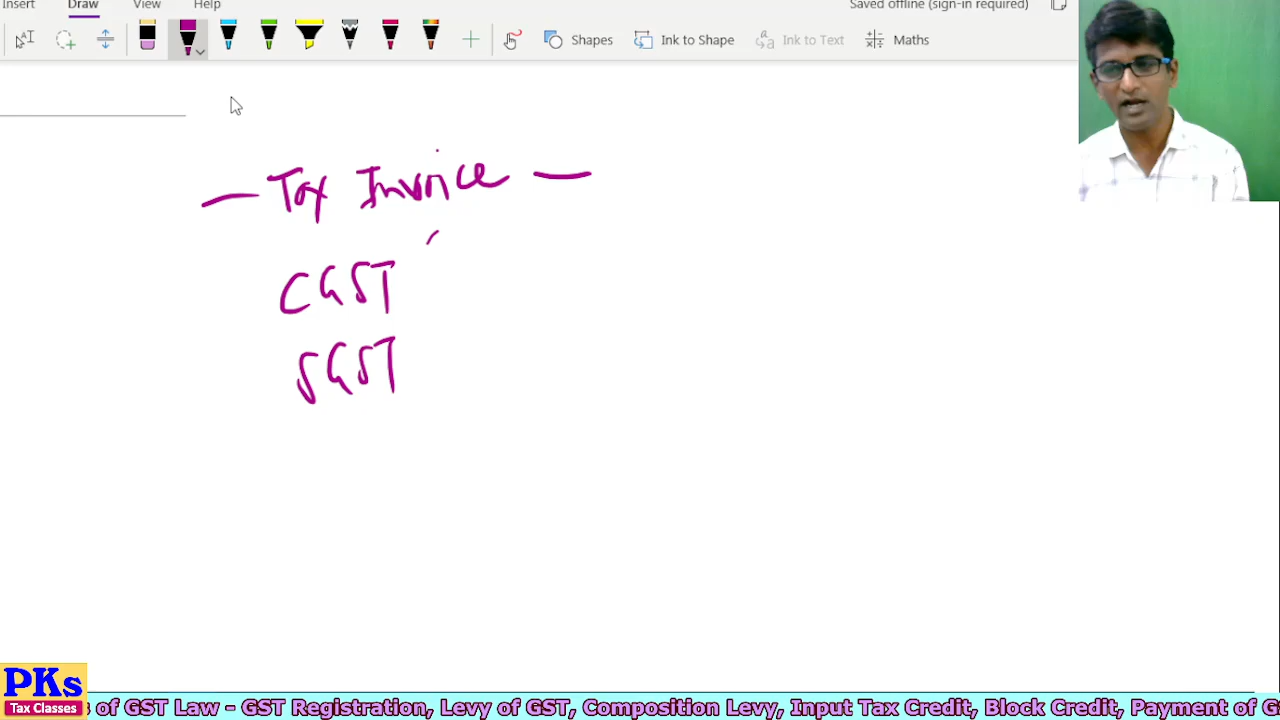 Insert Draw View Help Saved offline (sign-in required)
Shapes Ink to Shape Ink to Text Maths
— Tax Invoice —
CGST
SGST
PKs
Tax Classes
s of GST Law - GST Registration, Levy of GST, Composition Levy, Input Tax Credit, Block Credit, Payment of G